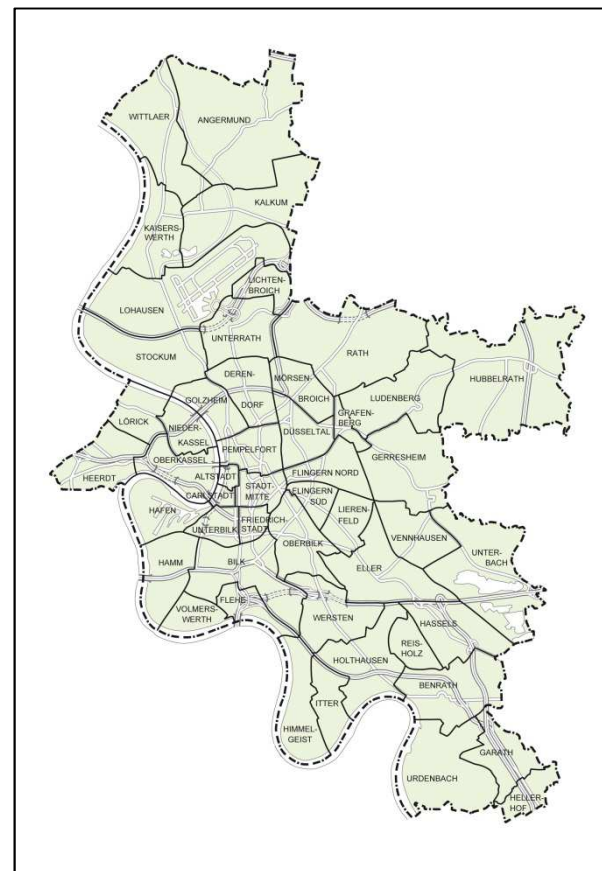 WITTLAER
ANGERMUND
KALKUM
KAISERS-
WERTH
LICHTEN-
BROICH
LOHAUSEN
UNTERRATH
STOCKUM
RATH
DEREN-
DORF
MÖRSEN-
BROICH
LUDENBERG
HUBBELRATH
GOLZHEIM
GRAFEN-
BERG
LÖRICK
NIEDER-
KASSEL
DÜSSELTAL
PEMPELFORT
GERRESHEIM
OBERKASSEL
HEERDT
ALTSTADT
FLINGERN NORD
CARLSTADT
STADT-
MITTE
FLINGERN
SÜD
HAFEN
LIEREN-
FELD
UNTERBILK
FRIEDRICH-
STADT
VENNHAUSEN
OBERBILK
UNTER-
BACH
HAMM
BILK
ELLER
FLEHE
VOLMERS-
WERTH
WERSTEN
HASSELS
REIS-
HOLZ
HOLTHAUSEN
BENRATH
ITTER
HIMMEL-
GEIST
GARATH
URDENBACH
HELLER-
HOF